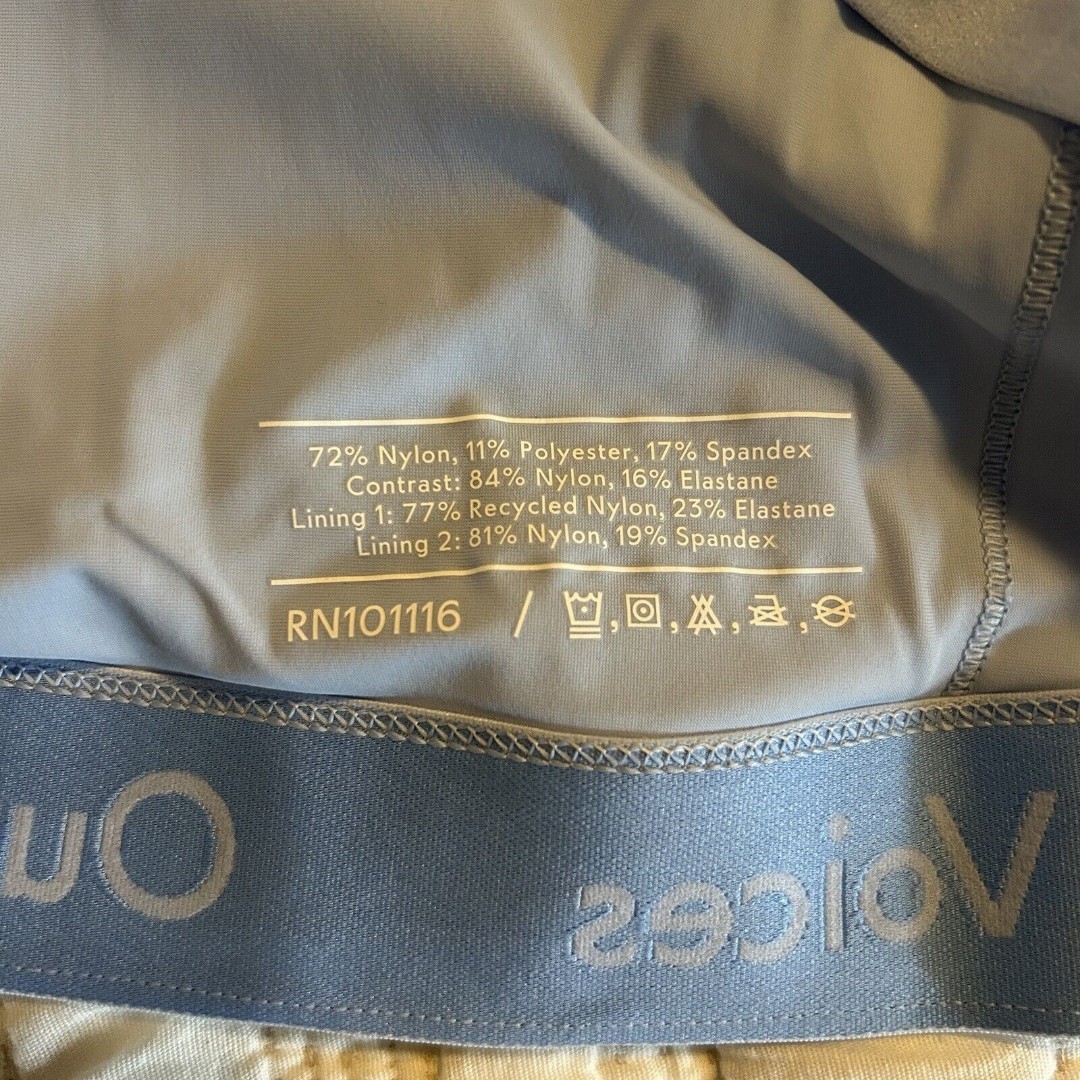 72% Nylon, 11% Polyester, 17% Spandex
Contrast: 84% Nylon, 16% Elastane
Lining 1: 77% Recycled Nylon, 23% Elastane
Lining 2: 81% Nylon, 19% Spandex
RN101116 /
Ou Voices